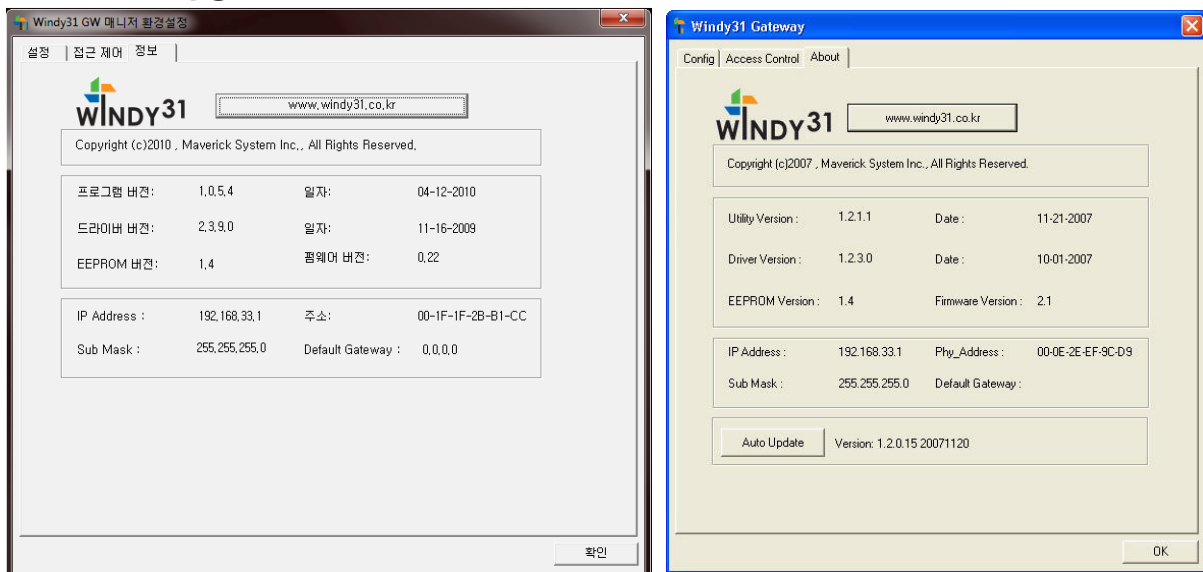 Windy31 GW 매니저 환경설정
설정 접근 제어 정보
WINDY31 www.windy31.co.kr
Copyright (c)2010 , Maverick System Inc., All Rights Reserved.
프로그램 버전: 1.0.5.4 일자: 04-12-2010
드라이버 버전: 2.3.9.0 일자: 11-16-2009
EEPROM 버전: 1.4 펌웨어 버전: 0.22
IP Address : 192.168.33.1 주소: 00-1F-1F-2B-B1-CC
Sub Mask : 255.255.255.0 Default Gateway : 0.0.0.0
확인
Windy31 Gateway
Config Access Control About
WINDY31 www.windy31.co.kr
Copyright (c)2007 , Maverick System Inc., All Rights Reserved.
Utility Version : 1.2.1.1 Date : 11-21-2007
Driver Version : 1.2.3.0 Date : 10-01-2007
EEPROM Version : 1.4 Firmware Version : 2.1
IP Address : 192.168.33.1 Phy_Address : 00-0E-2E-EF-9C-D9
Sub Mask : 255.255.255.0 Default Gateway :
Auto Update Version: 1.2.0.15 20071120
OK